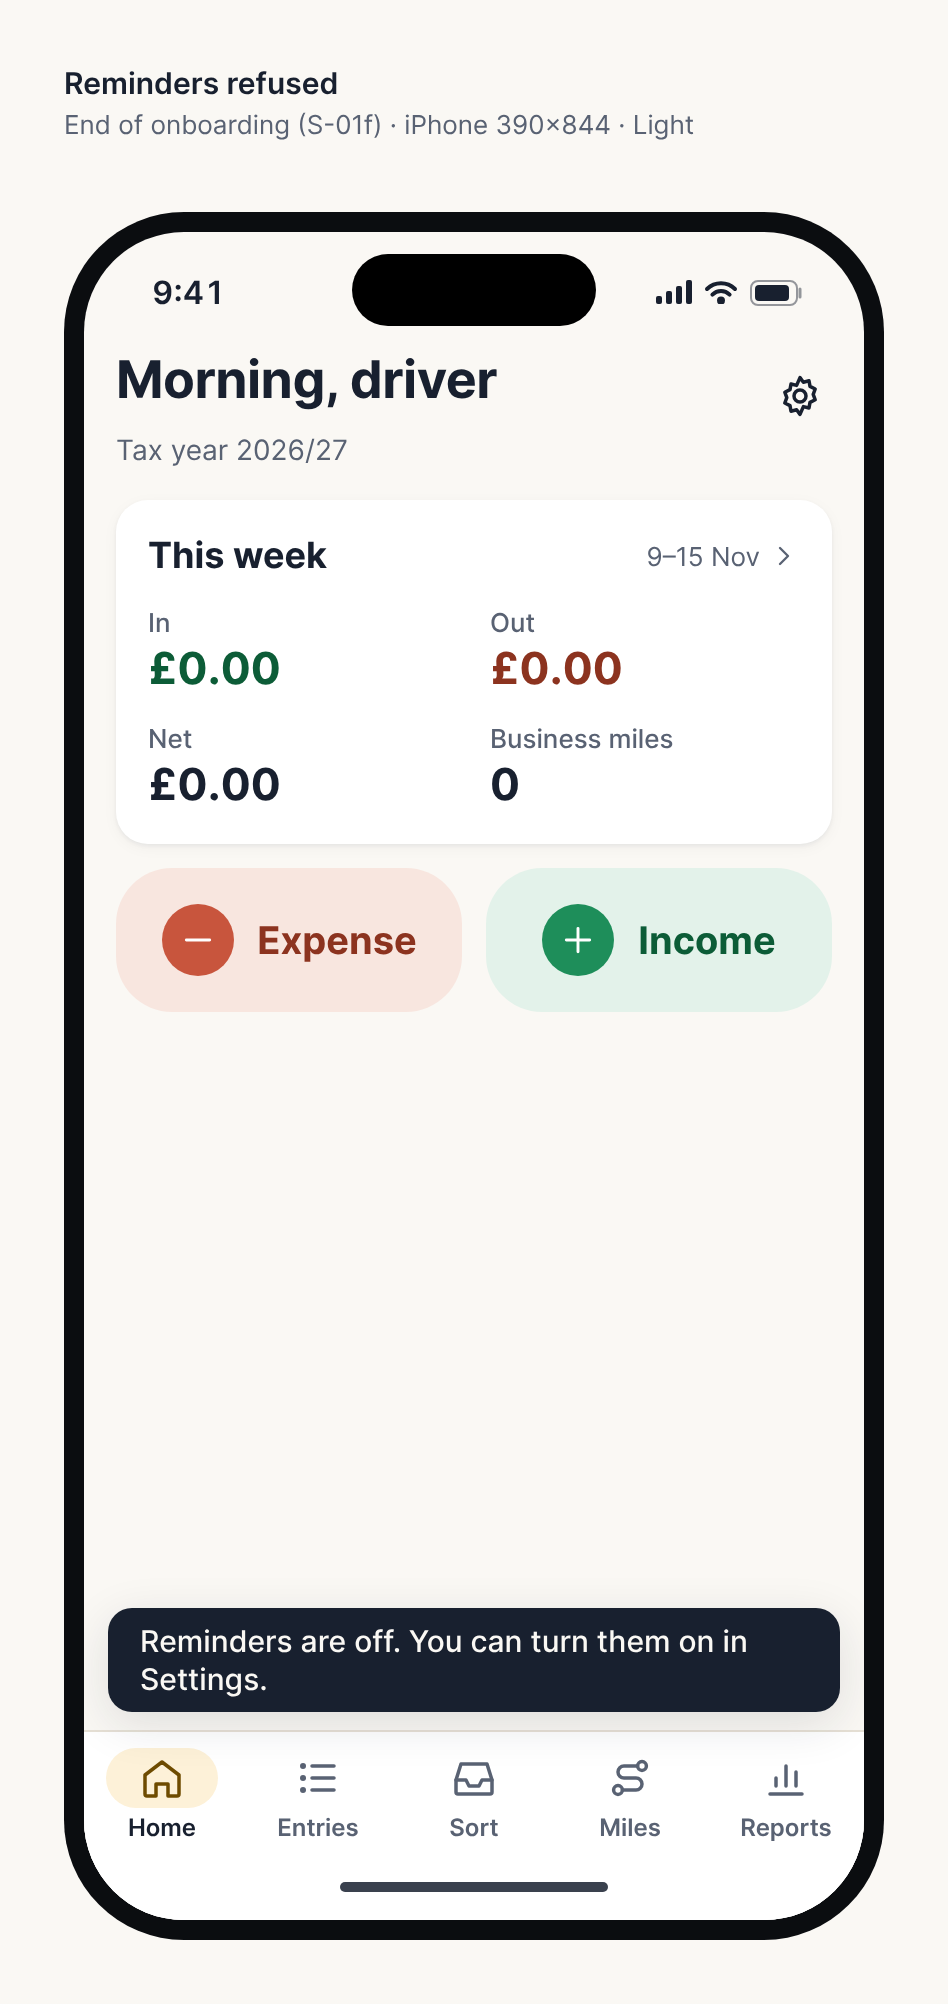 Reminders refused
End of onboarding (S-01f) · iPhone 390×844 · Light
9:41
Morning, driver
Tax year 2026/27
This week
9–15 Nov
In
Out
£0.00
£0.00
Net
Business miles
£0.00
0
Expense
Income
Reminders are off. You can turn them on in
Settings.
Home
Entries
Sort
Miles
Reports